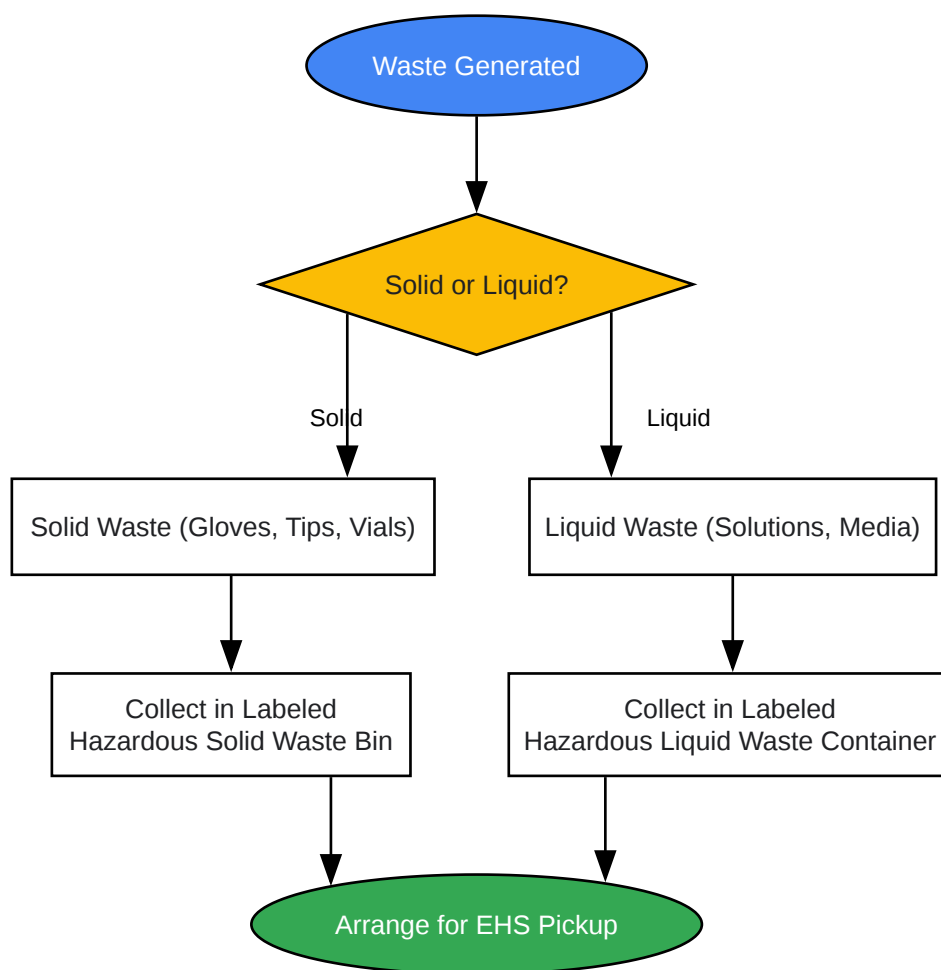 Waste Generated
Solid or Liquid?
Solid
Liquid
Solid Waste (Gloves, Tips, Vials)
Liquid Waste (Solutions, Media)
Collect in Labeled
Hazardous Solid Waste Bin
Collect in Labeled
Hazardous Liquid Waste Container
Arrange for EHS Pickup